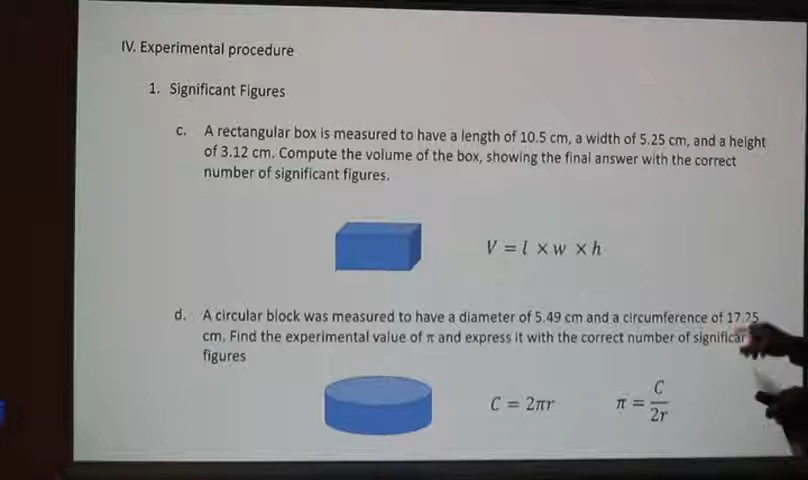 IV. Experimental procedure
1. Significant Figures
c. A rectangular box is measured to have a length of 10.5 cm, a width of 5.25 cm, and a height
of 3.12 cm. Compute the volume of the box, showing the final answer with the correct
number of significant figures.
V = l × w × h
d. A circular block was measured to have a diameter of 5.49 cm and a circumference of 17.25
cm. Find the experimental value of π and express it with the correct number of significan
figures
C = 2πr π = C/2r